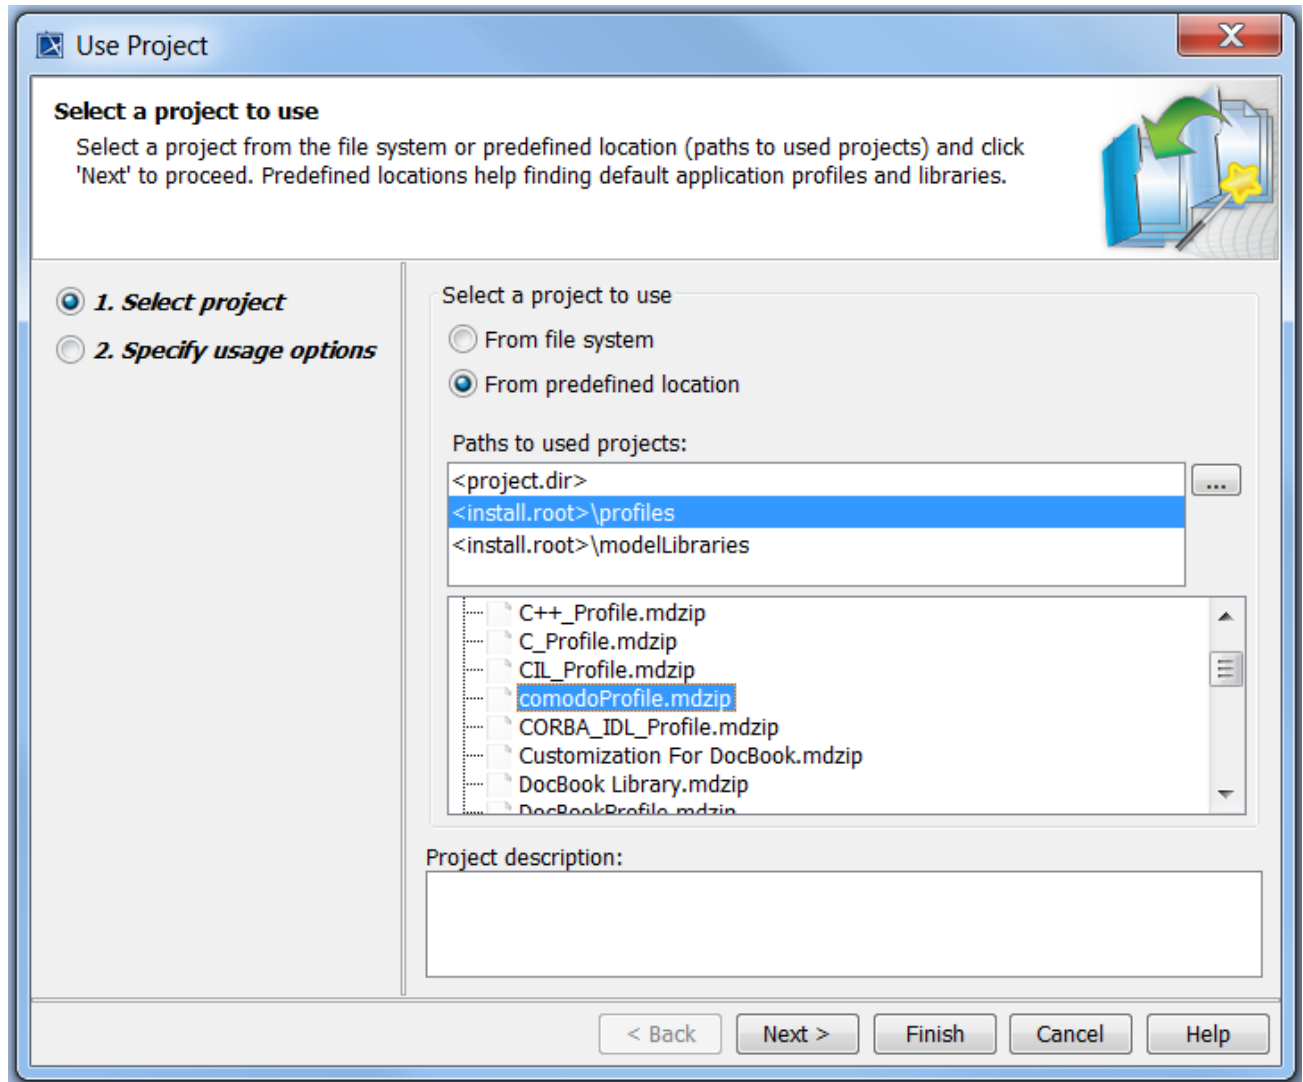 Use Project
Select a project to use
Select a project from the file system or predefined location (paths to used projects) and click
'Next' to proceed. Predefined locations help finding default application profiles and libraries.
1. Select project
2. Specify usage options
Select a project to use
From file system
From predefined location
Paths to used projects:
<project.dir>
...
<install.root>\profiles
<install.root>\modelLibraries
C++_Profile.mdzip
C_Profile.mdzip
CIL_Profile.mdzip
comodoProfile.mdzip
CORBA_IDL_Profile.mdzip
Customization For DocBook.mdzip
DocBook Library.mdzip
DocBookProfile.mdzip
Project description:
< Back Next > Finish Cancel Help